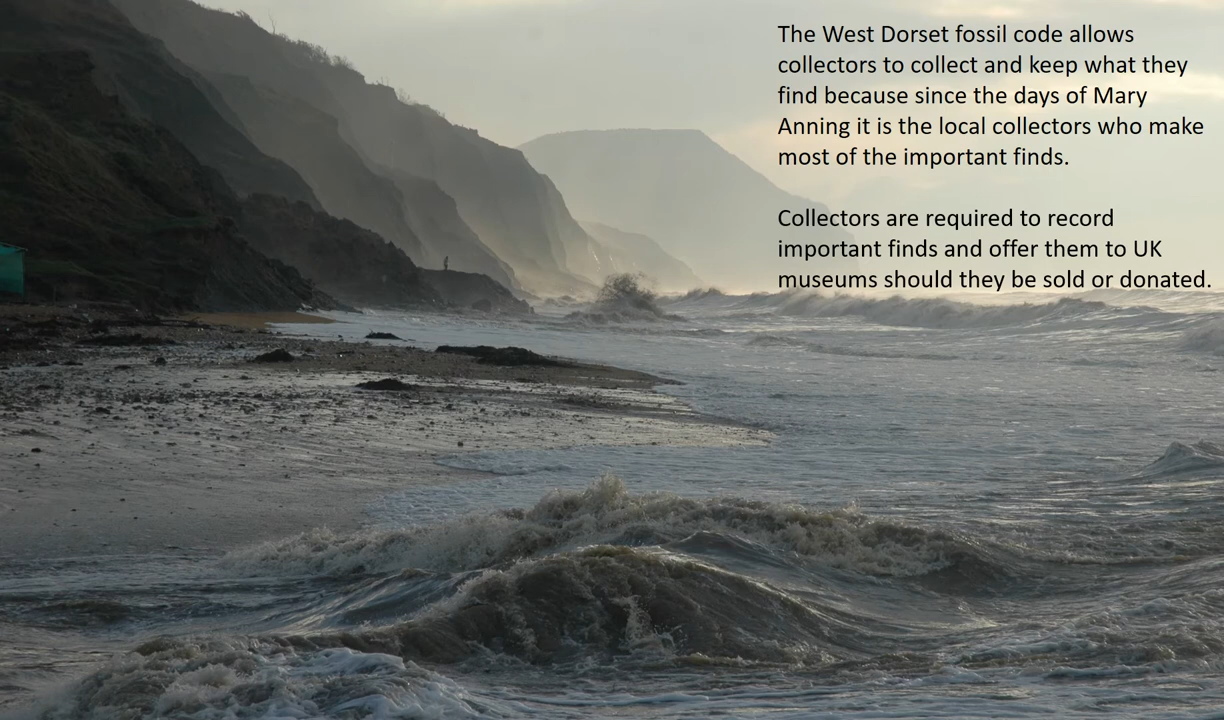 The West Dorset fossil code allows
collectors to collect and keep what they
find because since the days of Mary
Anning it is the local collectors who make
most of the important finds.
Collectors are required to record
important finds and offer them to UK
museums should they be sold or donated.